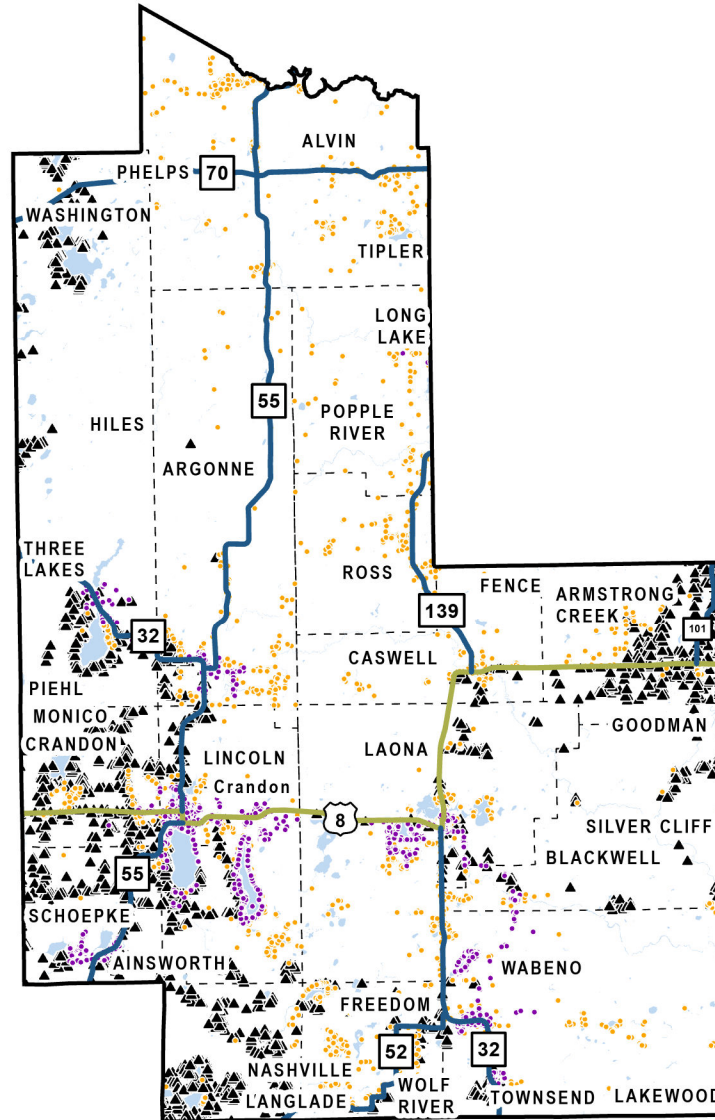 ALVIN
PHELPS
70
WASHINGTON
TIPLER
LONG
LAKE
55
HILES
POPPLE
RIVER
ARGONNE
THREE
LAKES
ROSS
FENCE
ARMSTRONG
CREEK
139
101
32
CASWELL
PIEHL
MONICO
CRANDON
GOODMAN
LINCOLN
LAONA
Crandon
8
SILVER CLIFF
BLACKWELL
55
SCHOEPKE
AINSWORTH
WABENO
FREEDOM
52
32
NASHVILLE
LANGLADE
WOLF
RIVER
TOWNSEND
LAKEWOOD